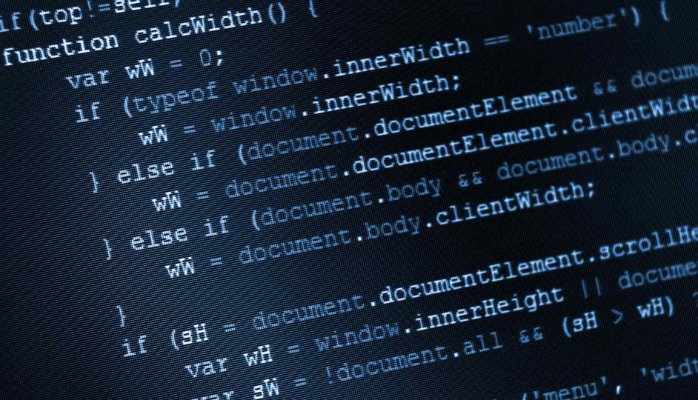 if(top!=self)
function calcWidth() {
var wW = 0;
if (typeof window.innerWidth == 'number') {
wW = window.innerWidth;
} else if (document.documentElement && docum
wW = document.documentElement.clientWid
} else if (document.body && document.body.c
wW = document.body.clientWidth;
}
if (sH = document.documentElement.scrollHe
var wH = window.innerHeight || docume
var sW = !document.all && (sH > wH)
('menu', 'widt